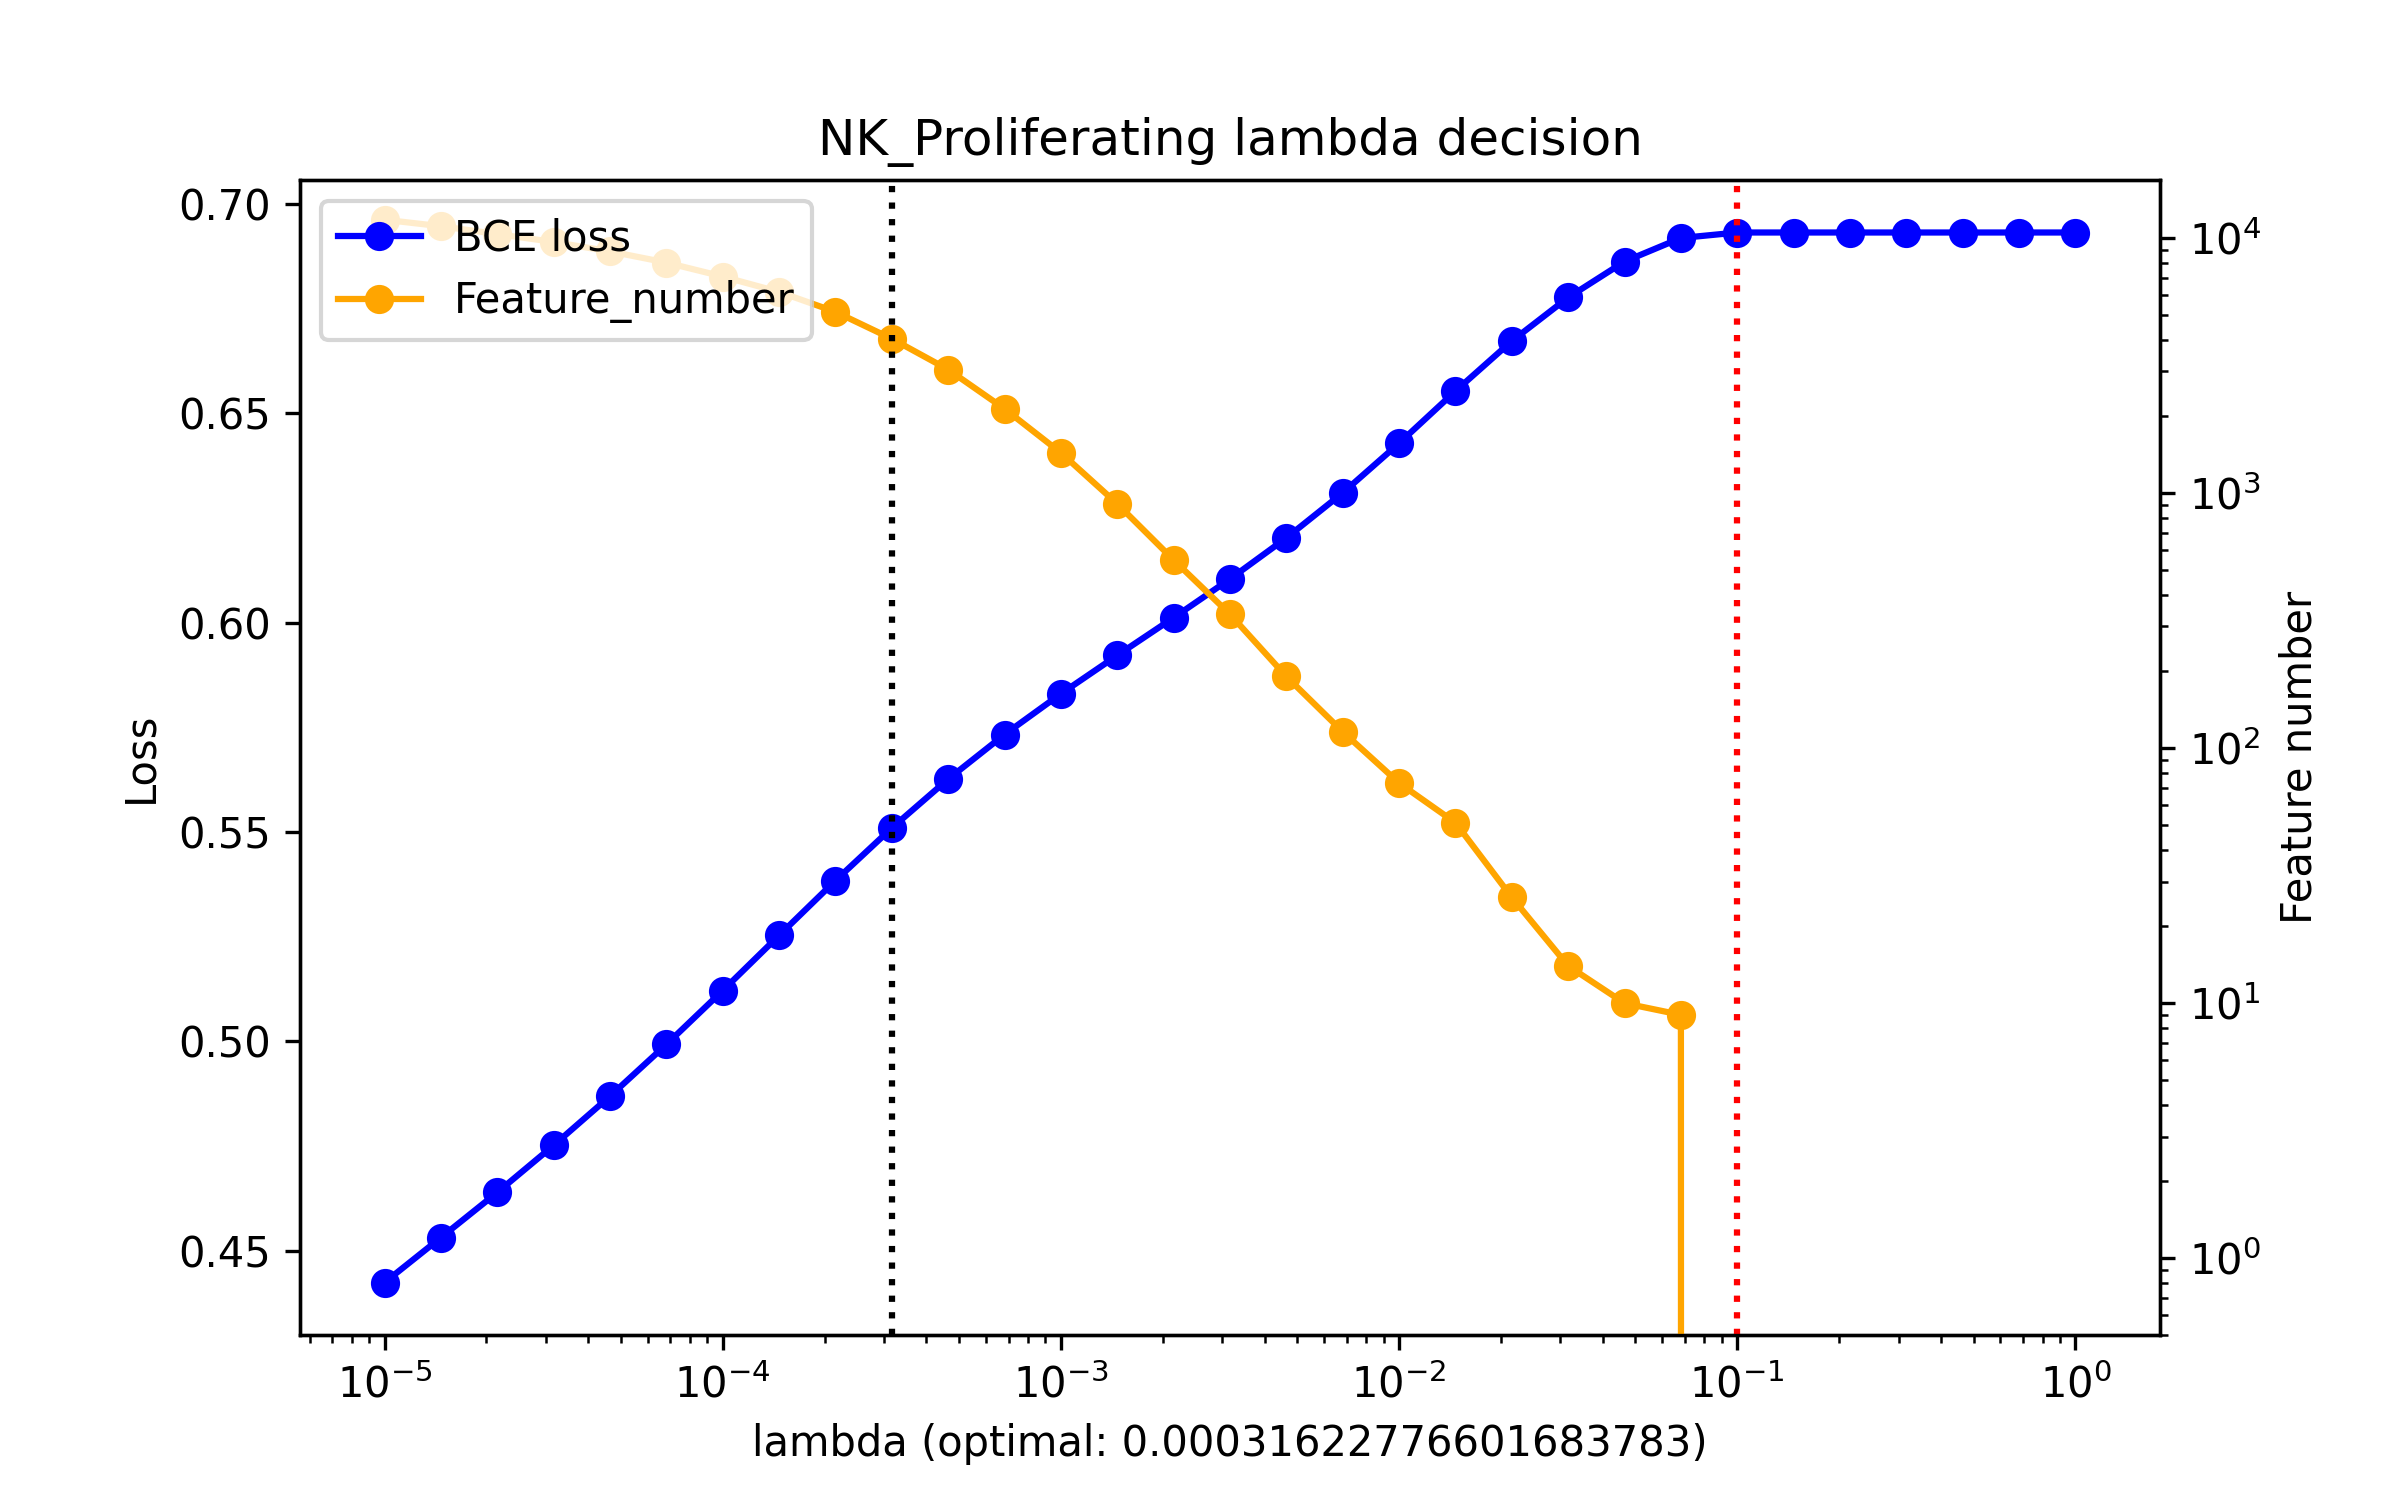 NK_Proliferating lambda decision
BCE loss
Feature_number
0.70
0.65
0.60
0.55
0.50
0.45
Loss
10⁴
10³
10²
10¹
10⁰
Feature number
10⁻⁵ 10⁻⁴ 10⁻³ 10⁻² 10⁻¹ 10⁰
lambda (optimal: 0.00031622776601683783)